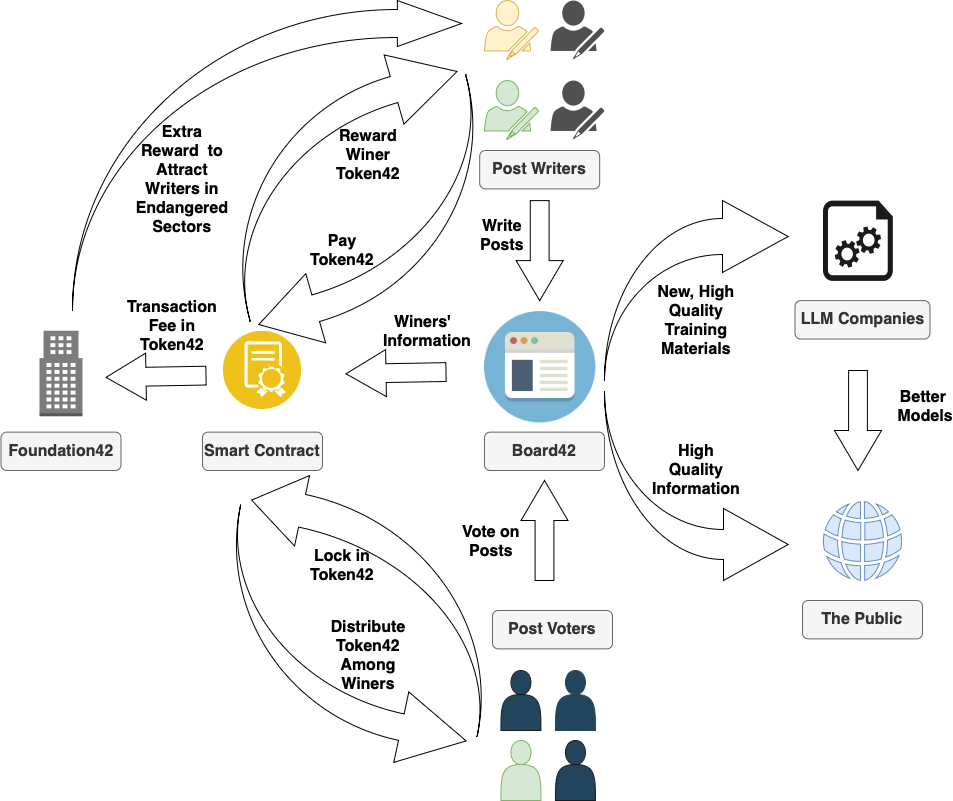 Extra
Reward to
Attract
Writers in
Endangered
Sectors
Reward
Winer
Token42
Post Writers
Pay
Token42
Write
Posts
Transaction
Fee in
Token42
Winers'
Information
New, High
Quality
Training
Materials
LLM Companies
Foundation42
Smart Contract
Board42
Better
Models
High
Quality
Information
Vote on
Posts
Lock in
Token42
Distribute
Token42
Among
Winers
Post Voters
The Public